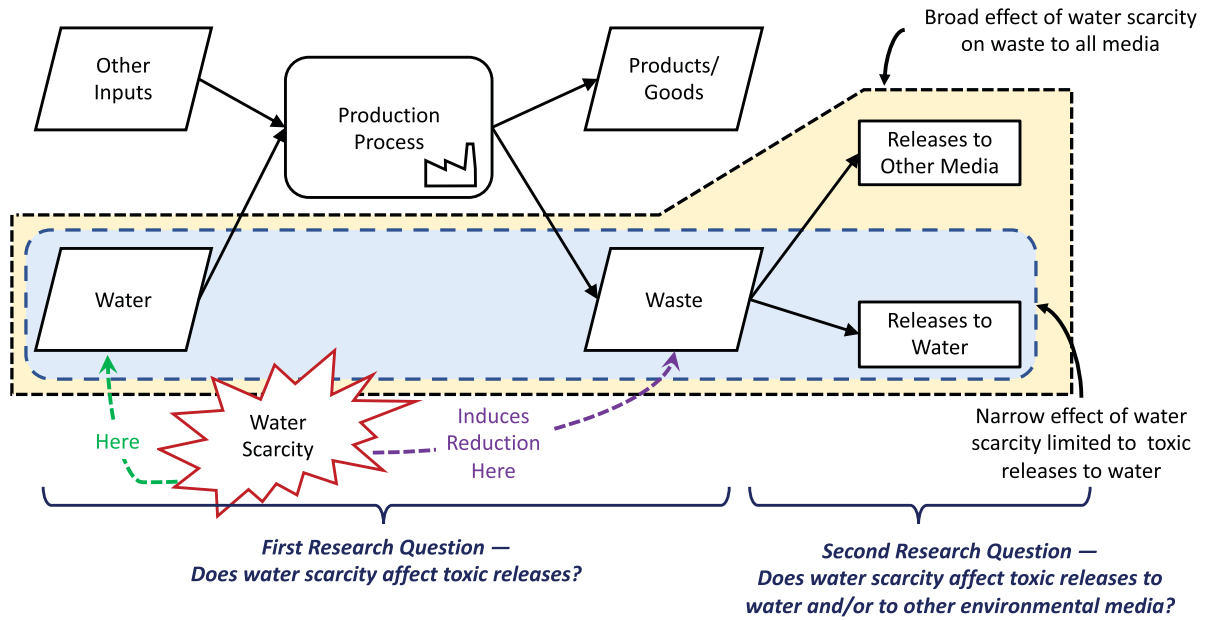 Broad effect of water scarcity
on waste to all media
Other
Inputs
Production
Process
Products/
Goods
Releases to
Other Media
Water
Waste
Releases to
Water
Water
Scarcity
Here
Induces
Reduction
Here
Narrow effect of water
scarcity limited to toxic
releases to water
First Research Question —
Does water scarcity affect toxic releases?
Second Research Question —
Does water scarcity affect toxic releases to
water and/or to other environmental media?